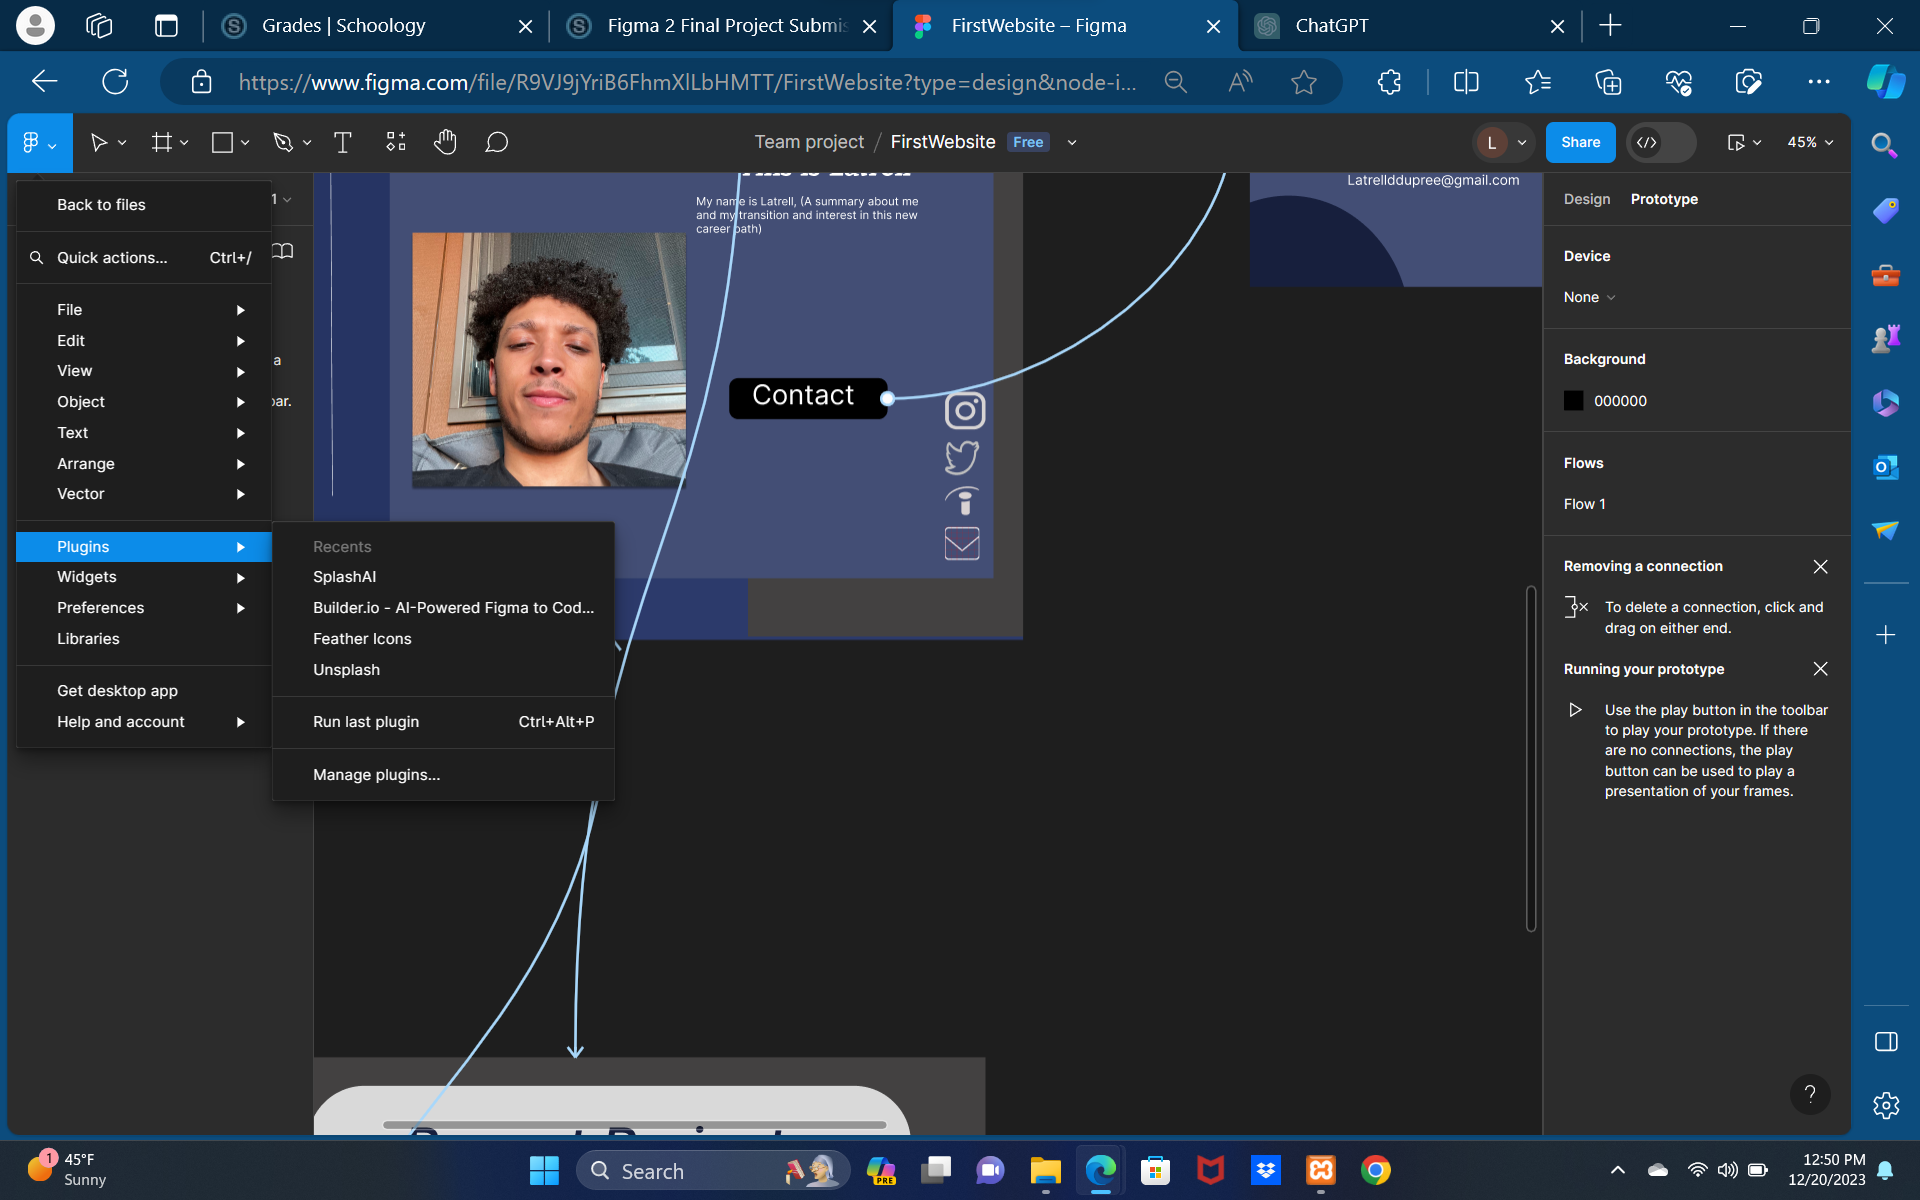 Grades | Schoology
Figma 2 Final Project Submis
FirstWebsite – Figma
ChatGPT
https://www.figma.com/file/R9VJ9jYriB6FhmXlLbHMTT/FirstWebsite?type=design&node-i...
Team project / FirstWebsite Free
L
Share
45%
Back to files
1
Quick actions... Ctrl+/
File
Edit
a
View
Object
bar.
Text
Arrange
Vector
Plugins
Widgets
Preferences
Libraries
Get desktop app
Help and account
Recents
SplashAI
Builder.io - AI-Powered Figma to Cod...
Feather Icons
Unsplash
Run last plugin Ctrl+Alt+P
Manage plugins...
This is Latrell
My name is Latrell, (A summary about me
and my transition and interest in this new
career path)
Contact
Latrellddupree@gmail.com
Design Prototype
Device
None
Background
000000
Flows
Flow 1
Removing a connection
To delete a connection, click and
drag on either end.
Running your prototype
Use the play button in the toolbar
to play your prototype. If there
are no connections, the play
button can be used to play a
presentation of your frames.
?
1
45°F
Sunny
Search
PRE
12:50 PM
12/20/2023